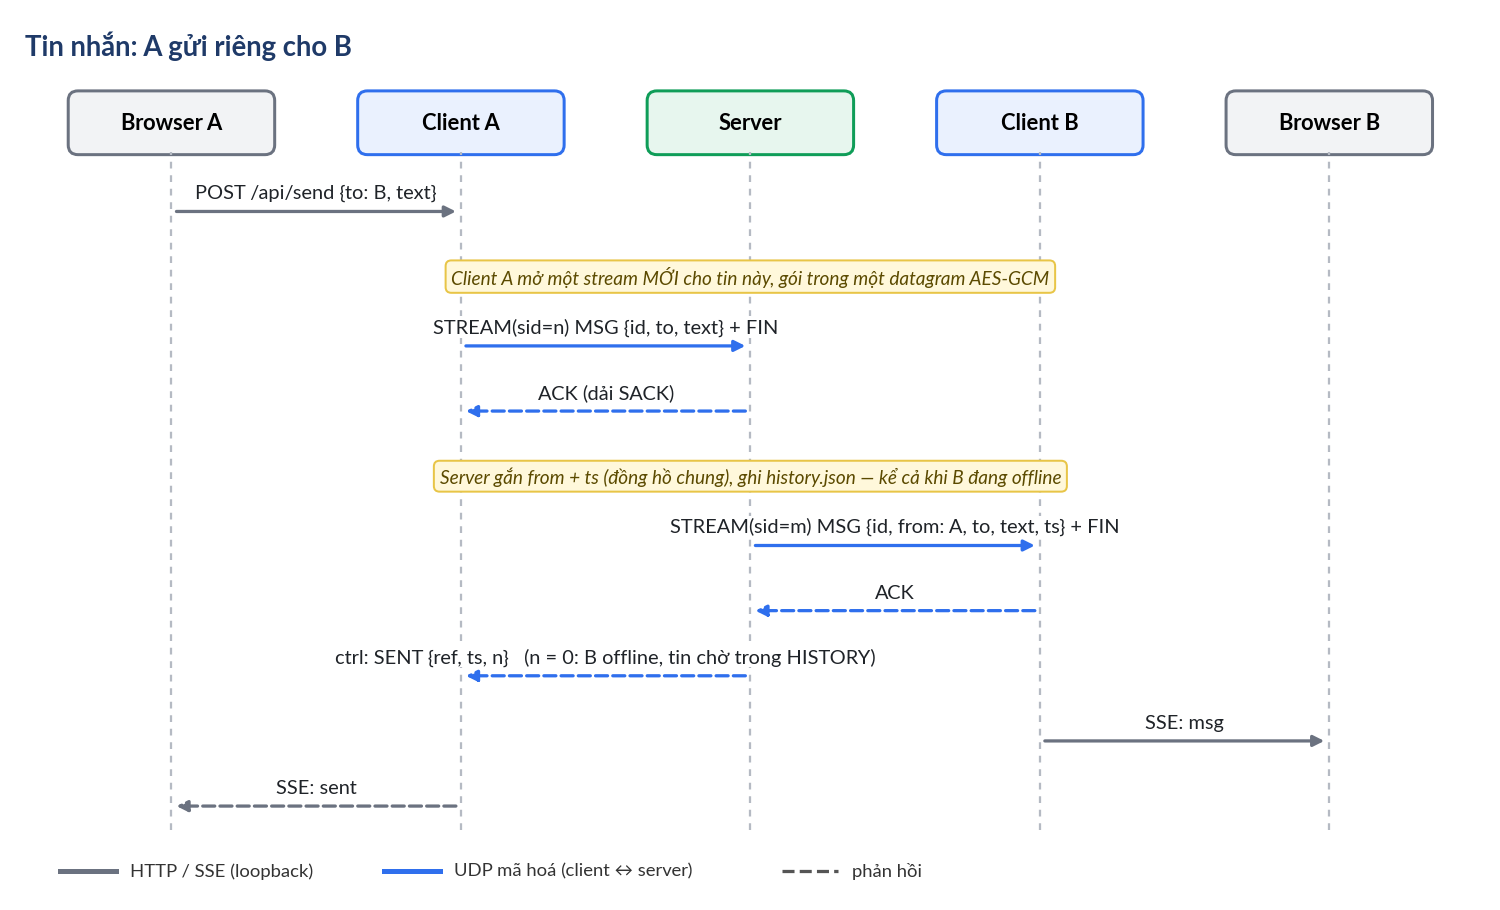 Tin nhắn: A gửi riêng cho B
Browser A
Client A
Server
Client B
Browser B
POST /api/send {to: B, text}
Client A mở một stream MỚI cho tin này, gói trong một datagram AES-GCM
STREAM(sid=n) MSG {id, to, text} + FIN
ACK (dải SACK)
Server gắn from + ts (đồng hồ chung), ghi history.json — kể cả khi B đang offline
STREAM(sid=m) MSG {id, from: A, to, text, ts} + FIN
ACK
ctrl: SENT {ref, ts, n} (n = 0: B offline, tin chờ trong HISTORY)
SSE: msg
SSE: sent
HTTP / SSE (loopback)
UDP mã hoá (client ↔ server)
phản hồi